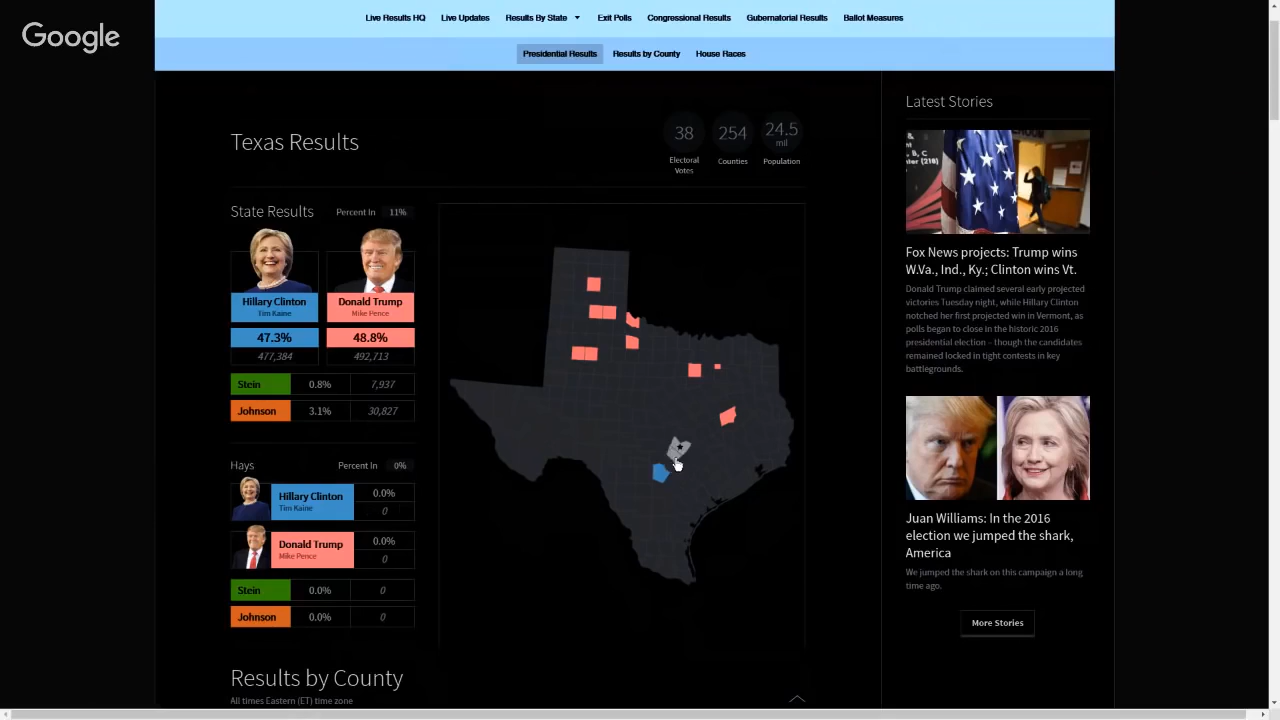 Google
Live Results HQ Live Updates Results By State Exit Polls Congressional Results Gubernatorial Results Ballot Measures
Presidential Results Results by County House Races
Texas Results
38
Electoral
Votes
254
Counties
24.5
mil
Population
State Results Percent In 11%
Hillary Clinton
Tim Kaine
Donald Trump
Mike Pence
47.3% 48.8%
477,384 492,713
Stein 0.8% 7,937
Johnson 3.1% 30,827
Hays Percent In 0%
Hillary Clinton
Tim Kaine
0.0%
0
Donald Trump
Mike Pence
0.0%
0
Stein 0.0% 0
Johnson 0.0% 0
Results by County
All times Eastern (ET) time zone
Latest Stories
Fox News projects: Trump wins
W.Va., Ind., Ky.; Clinton wins Vt.
Donald Trump claimed several early projected
victories Tuesday night, while Hillary Clinton
notched her first projected win in Vermont, as
polls began to close in the historic 2016
presidential election – though the candidates
remained locked in tight contests in key
battlegrounds.
Juan Williams: In the 2016
election we jumped the shark,
America
We jumped the shark on this campaign a long
time ago.
More Stories